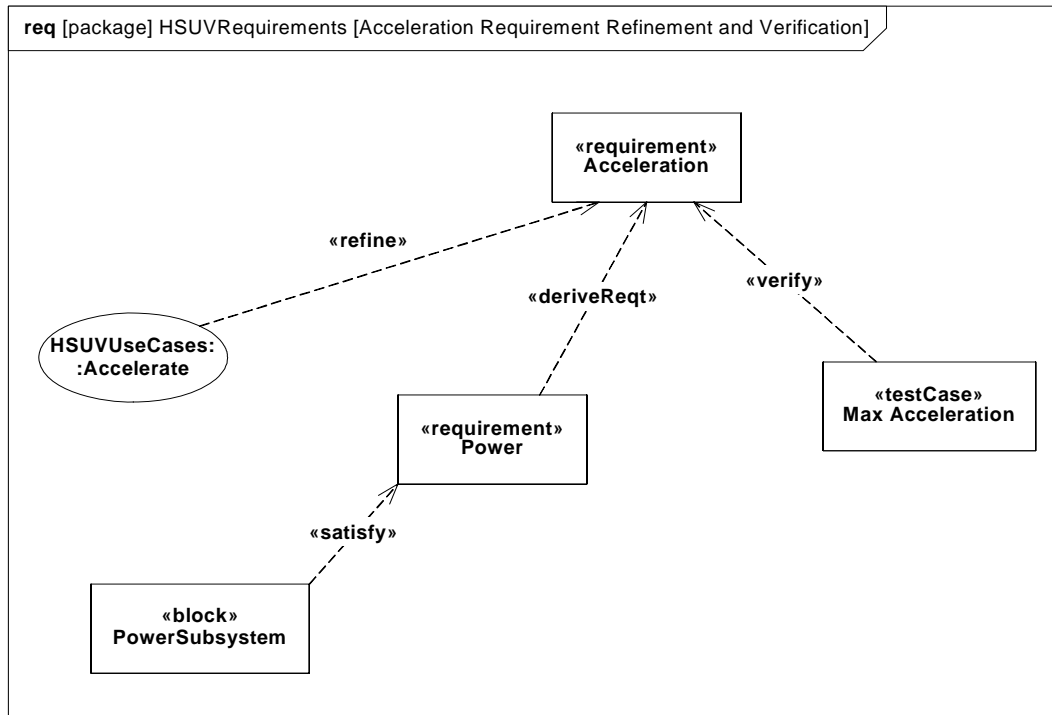 req [package] HSUVRequirements [Acceleration Requirement Refinement and Verification]
«requirement»
Acceleration
«refine»
«deriveReqt»
«verify»
HSUVUseCases:
:Accelerate
«requirement»
Power
«testCase»
Max Acceleration
«satisfy»
«block»
PowerSubsystem